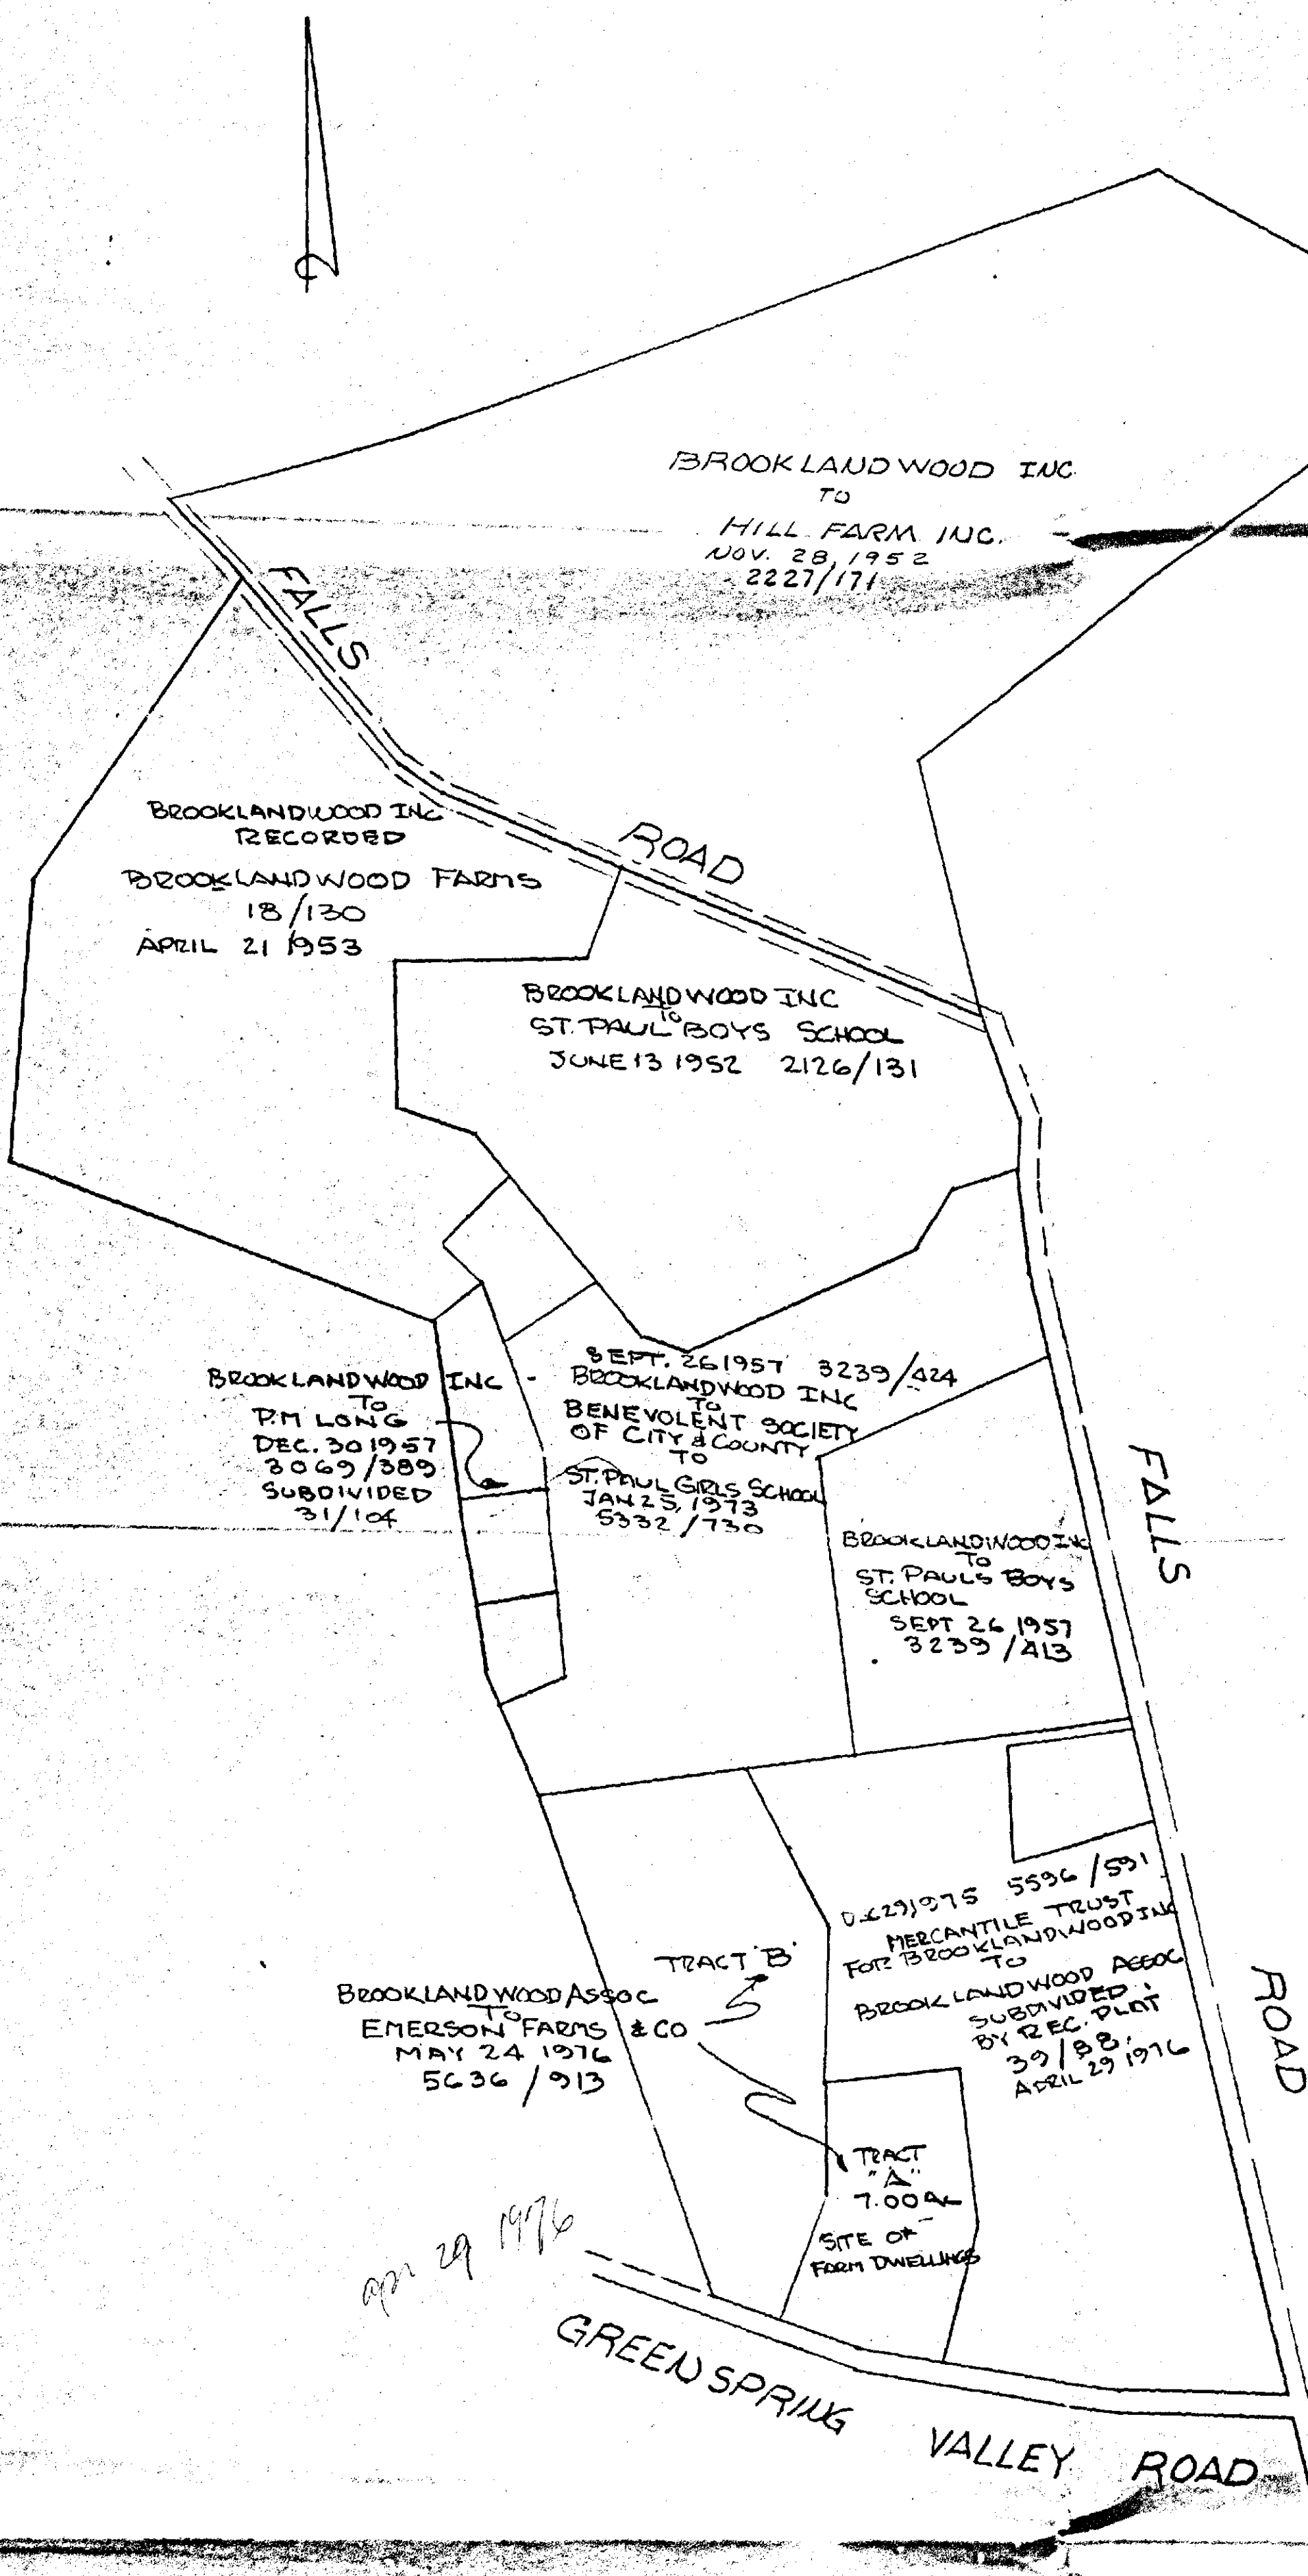 BROOKLANDWOOD INC
TO
HILL FARM INC.
NOV. 28, 1952
2227/171
FALLS
ROAD
BROOKLANDWOOD INC
RECORDED
BROOKLANDWOOD FARMS
18/130
APRIL 21 1953
BROOKLANDWOOD INC
TO
ST. PAUL BOYS SCHOOL
JUNE 13 1952 2126/131
BROOKLANDWOOD INC -
TO
P.M LONG
DEC. 30 1957
3069/389
SUBDIVIDED
31/104
SEPT. 26 1957 3239/424
BROOKLANDWOOD INC
TO
BENEVOLENT SOCIETY
OF CITY & COUNTY
TO
ST. PAUL GIRLS SCHOOL
JAN 25, 1973
5332/730
BROOKLANDWOOD INC
TO
ST. PAULS BOYS
SCHOOL
SEPT 26 1957
3239/413
FALLS
ROAD
29 1975 5596/591
MERCANTILE TRUST
FOR BROOKLANDWOOD INC
TO
BROOKLANDWOOD ASSOC
SUBDIVIDED
BY REC. PLAT
39/88
APRIL 29 1976
TRACT 'B'
BROOKLANDWOOD ASSOC
TO
EMERSON FARMS & CO
MAY 24 1976
5636/913
TRACT
"A"
7.00 AC
SITE OF
FARM DWELLINGS
apr 29 1976
GREENSPRING VALLEY ROAD